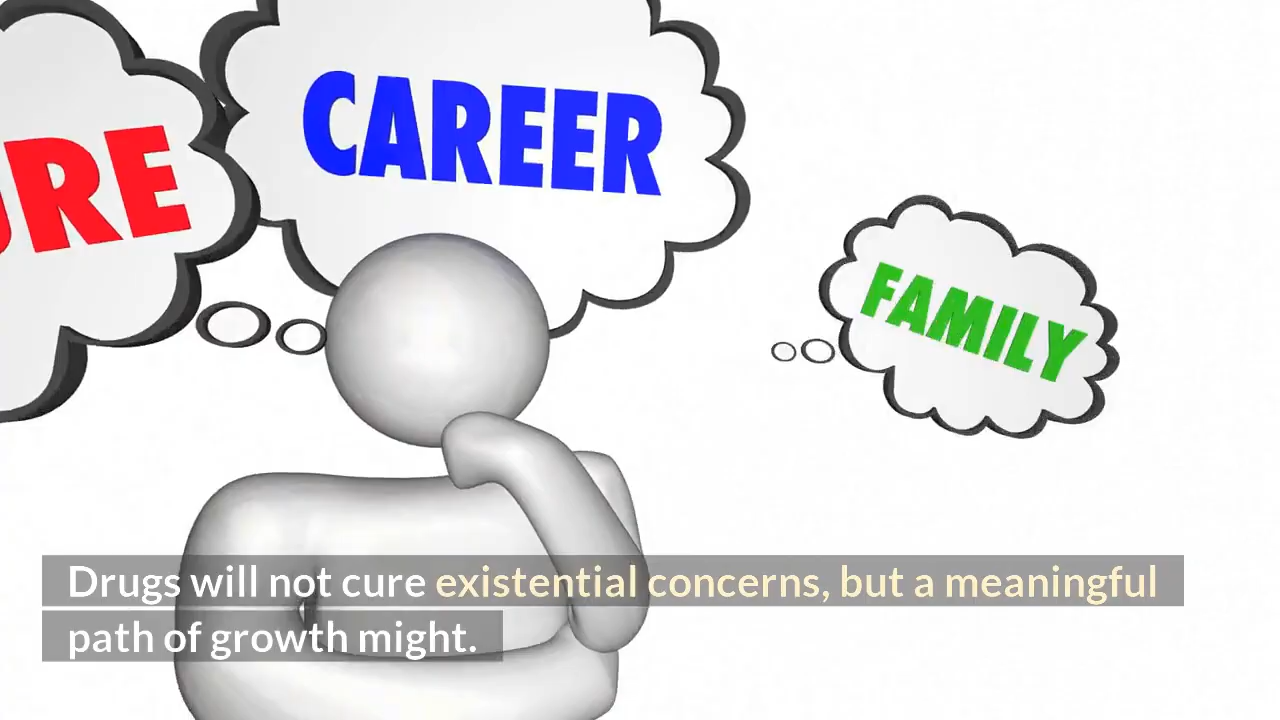 CAREER
FAMILY
Drugs will not cure existential concerns, but a meaningful
path of growth might.